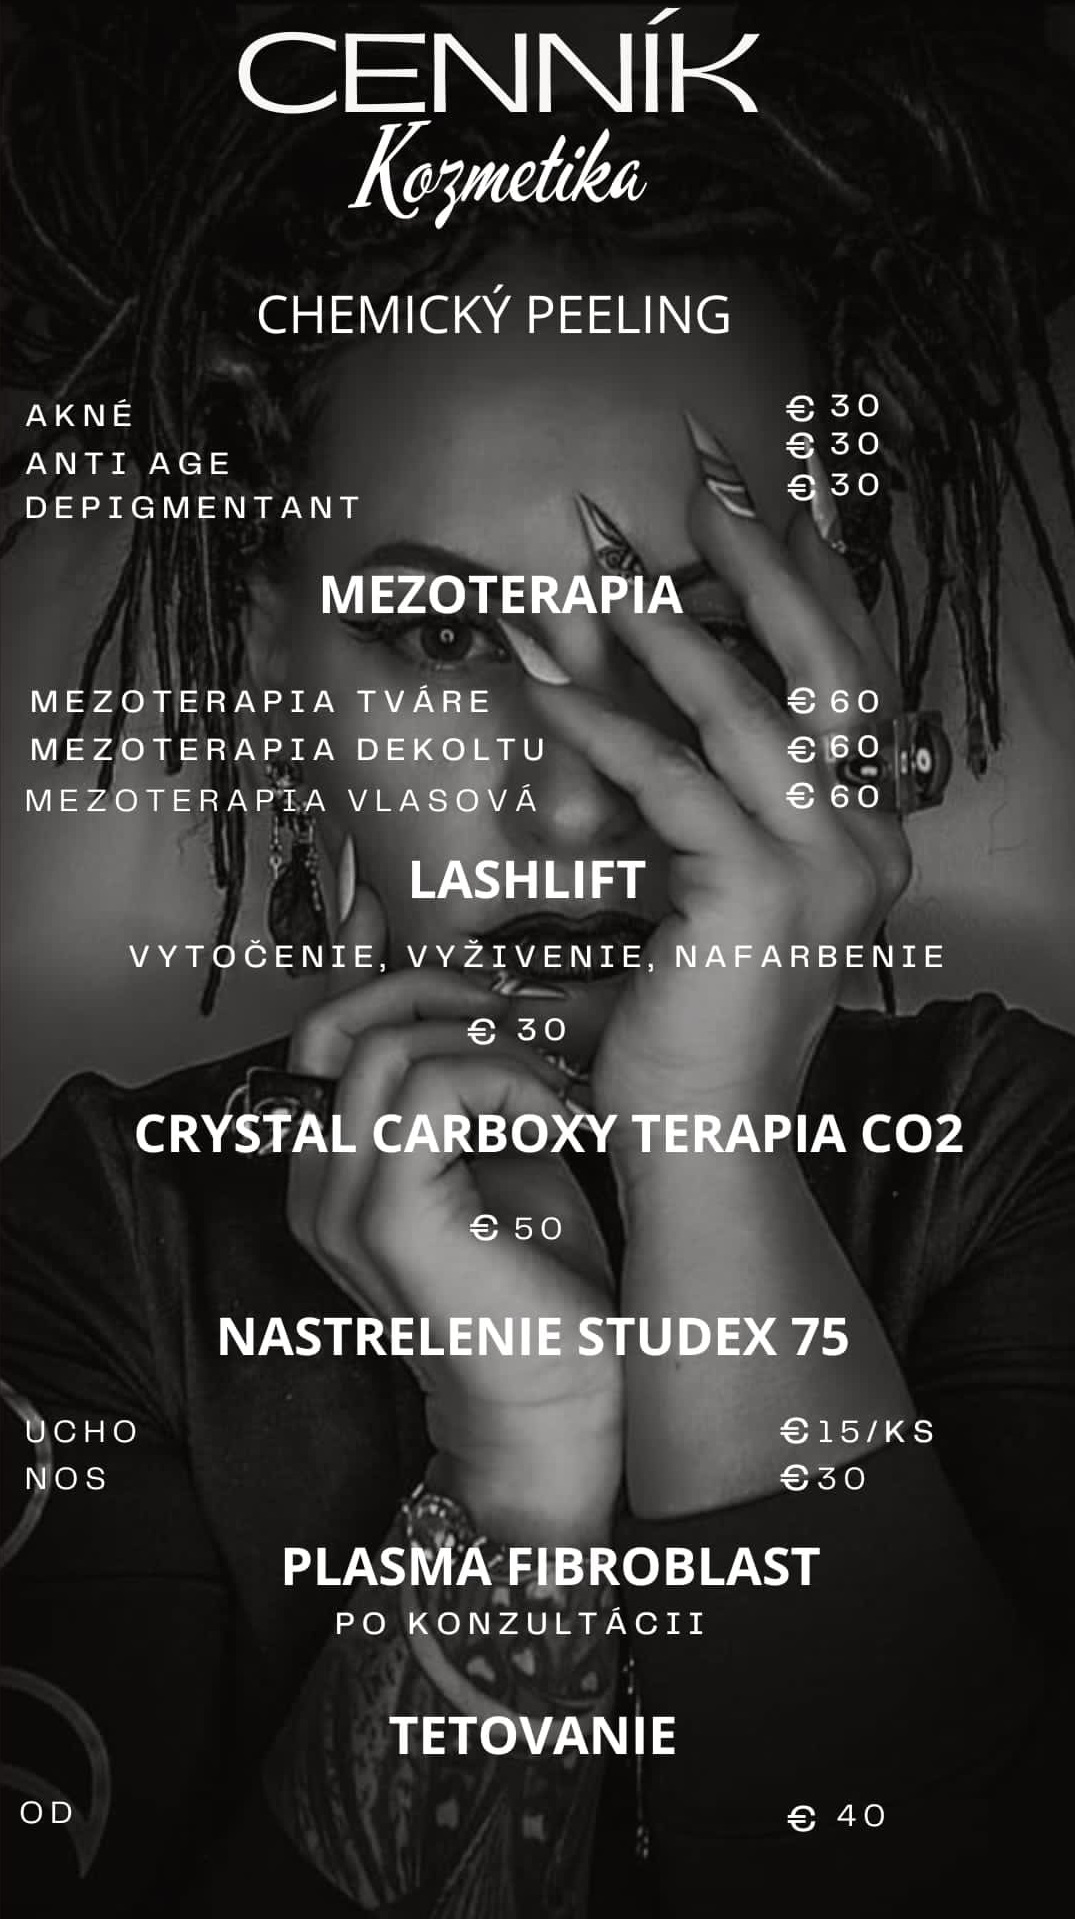 CENNÍK
Kozmetika
CHEMICKÝ PEELING
AKNÉ € 30
ANTI AGE € 30
DEPIGMENTANT € 30
MEZOTERAPIA
MEZOTERAPIA TVÁRE € 60
MEZOTERAPIA DEKOLTU € 60
MEZOTERAPIA VLASOVÁ € 60
LASHLIFT
VYTOČENIE, VYŽIVENIE, NAFARBENIE
€ 30
CRYSTAL CARBOXY TERAPIA CO2
€ 50
NASTRELENIE STUDEX 75
UCHO €15/KS
NOS €30
PLASMA FIBROBLAST
PO KONZULTÁCII
TETOVANIE
OD € 40